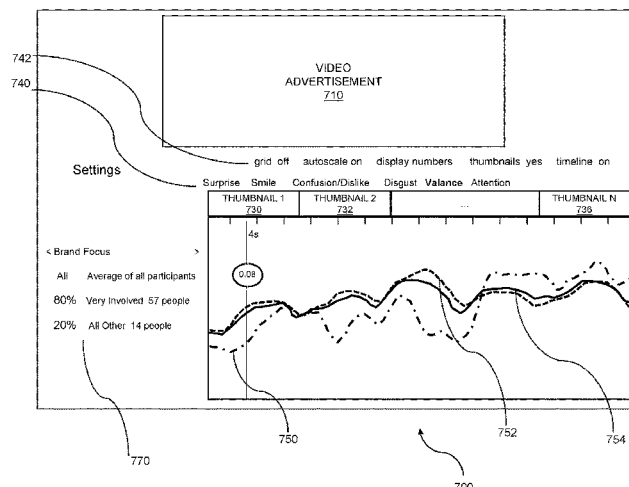 742
740
VIDEO
ADVERTISEMENT
710
grid off autoscale on display numbers thumbnails yes timeline on
Settings
Surprise Smile Confusion/Dislike Disgust Valance Attention
THUMBNAIL 1 THUMBNAIL 2 ... THUMBNAIL N
730 732 736
4s
< Brand Focus >
0.08
All Average of all participants
80% Very Involved 57 people
20% All Other 14 people
750 752 754
770